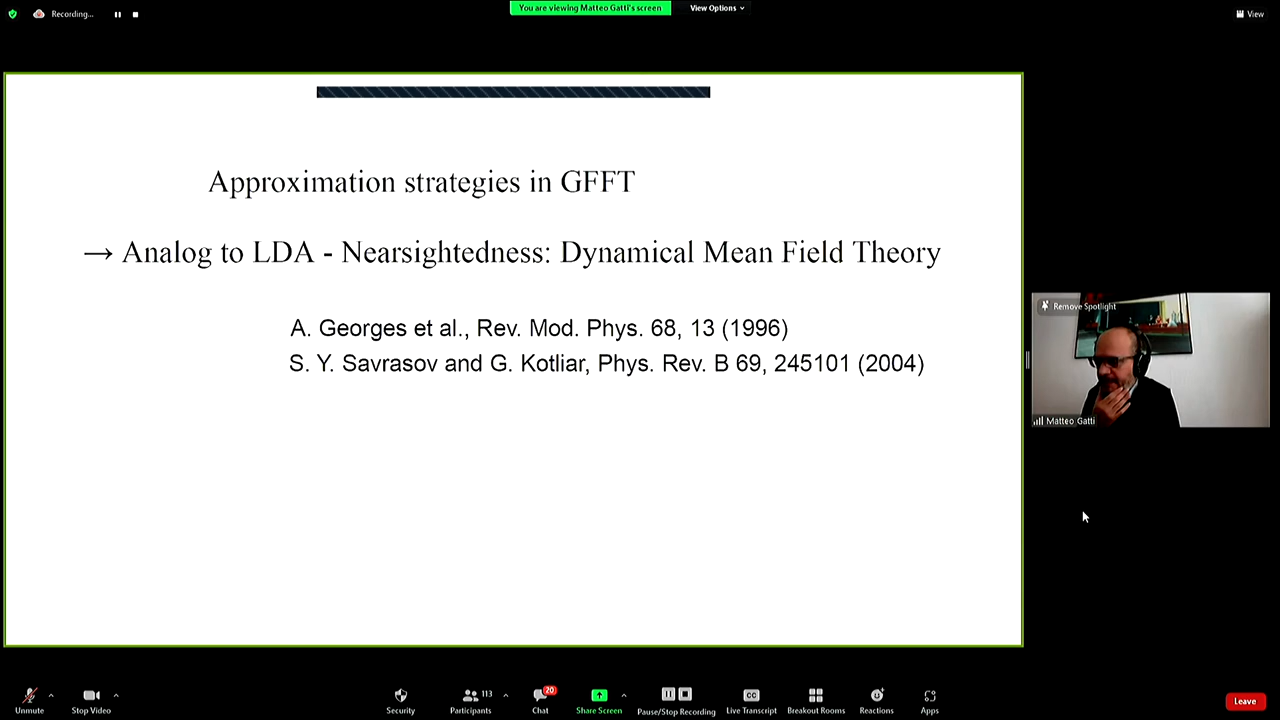 Recording...
You are viewing Matteo Gatti's screen
View Options
View
Approximation strategies in GFFT
→ Analog to LDA - Nearsightedness: Dynamical Mean Field Theory
A. Georges et al., Rev. Mod. Phys. 68, 13 (1996)
S. Y. Savrasov and G. Kotliar, Phys. Rev. B 69, 245101 (2004)
Remove Spotlight
Matteo Gatti
Unmute
Stop Video
Security
113
Participants
20
Chat
Share Screen
Pause/Stop Recording
CC
Live Transcript
Breakout Rooms
Reactions
Apps
Leave